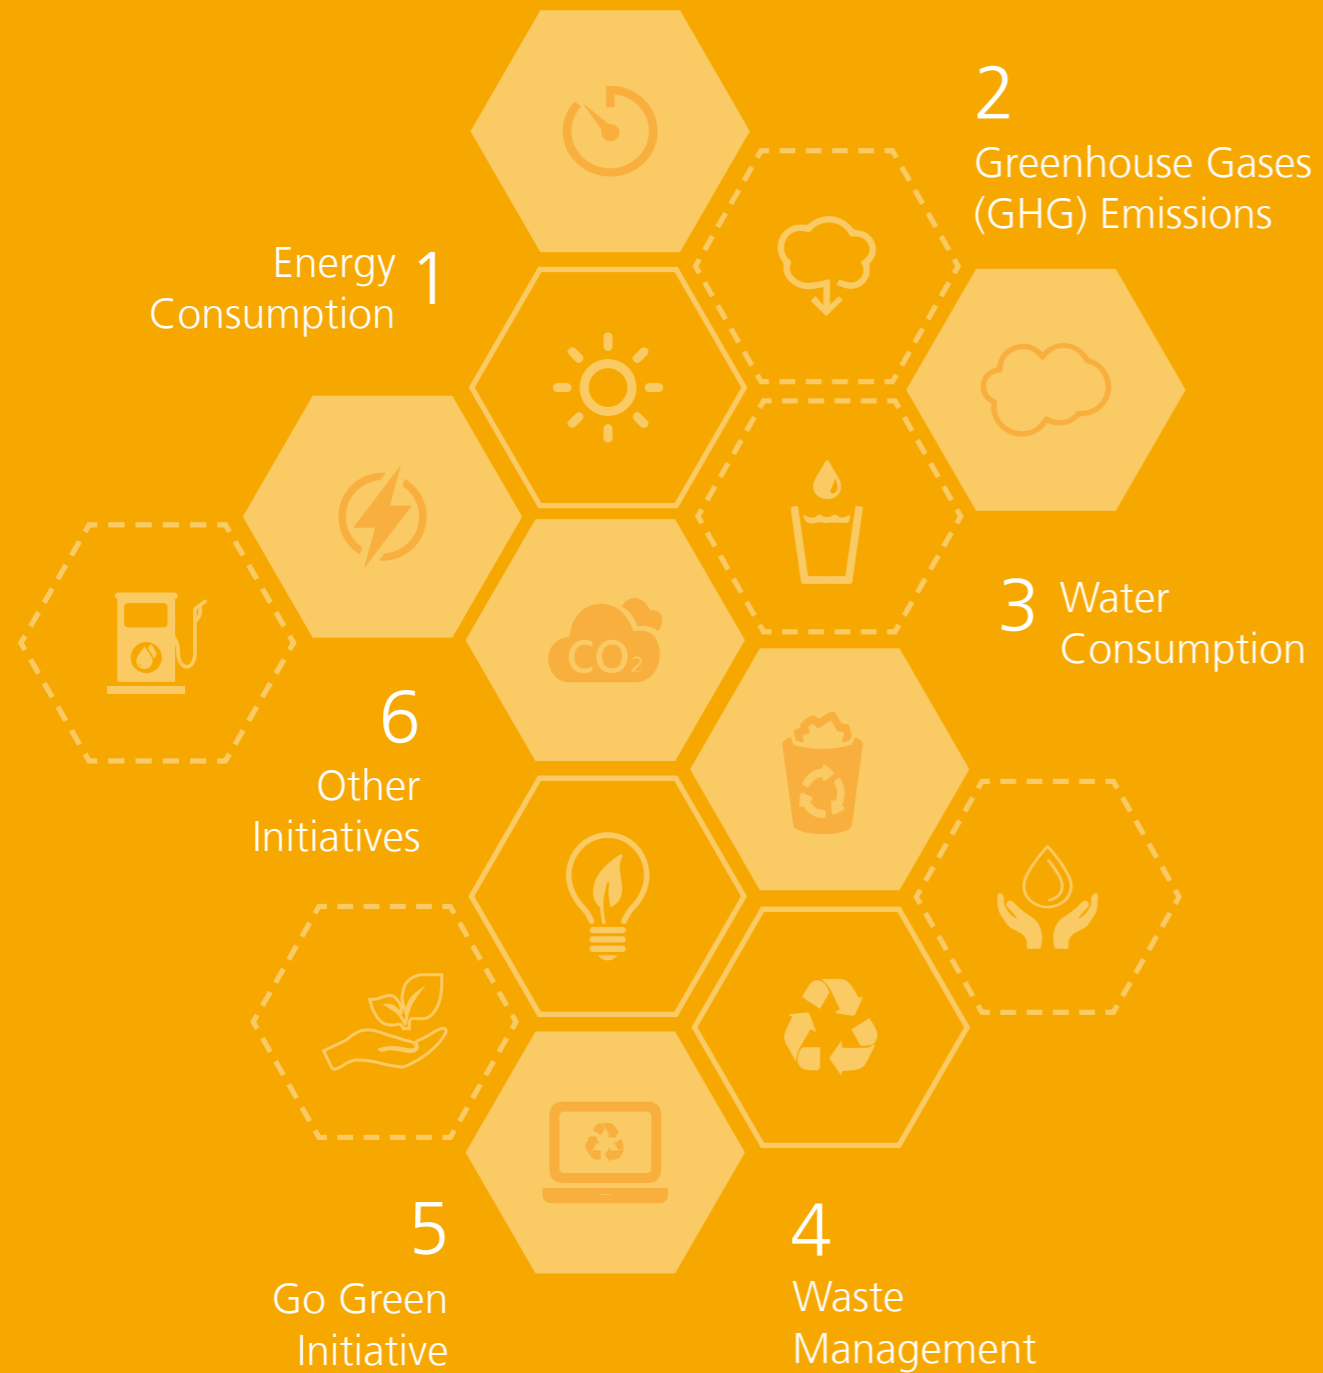 1
Energy
Consumption
2
Greenhouse Gases
(GHG) Emissions
3
Water
Consumption
CO₂
6
Other
Initiatives
5
Go Green
Initiative
4
Waste
Management